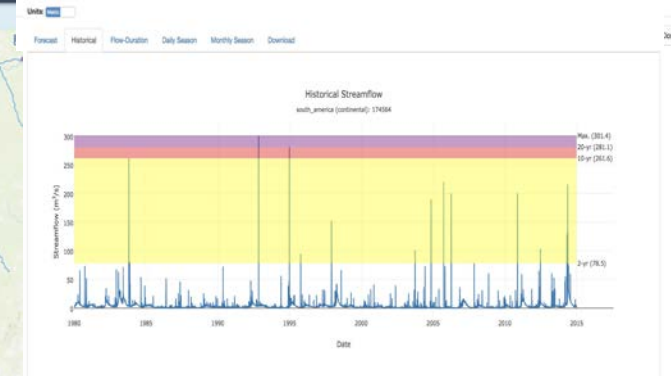 Units: Metric
Forecast Historical Flow-Duration Daily Season Monthly Season Download
Historical Streamflow
south_america (continental): 174504
Streamflow (m³/s)
300
250
200
150
100
50
0
Max. (301.4)
20-yr (281.1)
10-yr (261.6)
2-yr (78.5)
1980 1985 1990 1995 2000 2005 2010 2015
Date